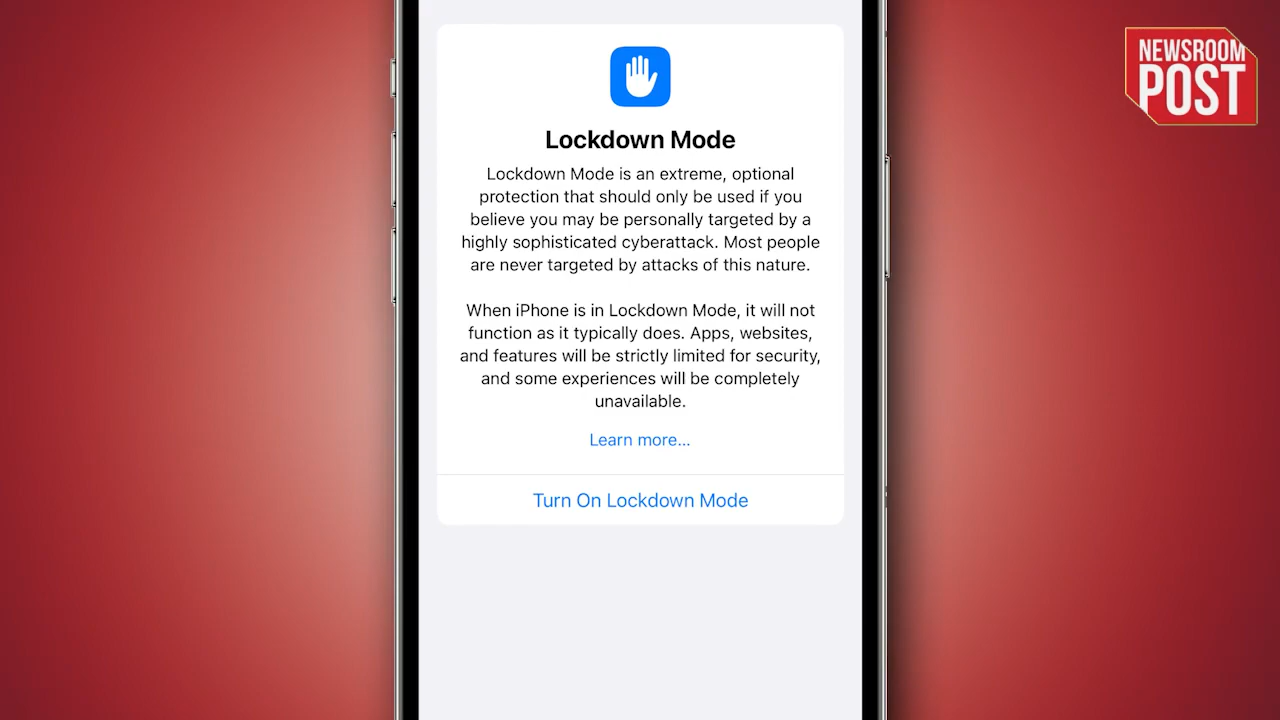 NEWSROOM
POST
Lockdown Mode
Lockdown Mode is an extreme, optional
protection that should only be used if you
believe you may be personally targeted by a
highly sophisticated cyberattack. Most people
are never targeted by attacks of this nature.
When iPhone is in Lockdown Mode, it will not
function as it typically does. Apps, websites,
and features will be strictly limited for security,
and some experiences will be completely
unavailable.
Learn more...
Turn On Lockdown Mode